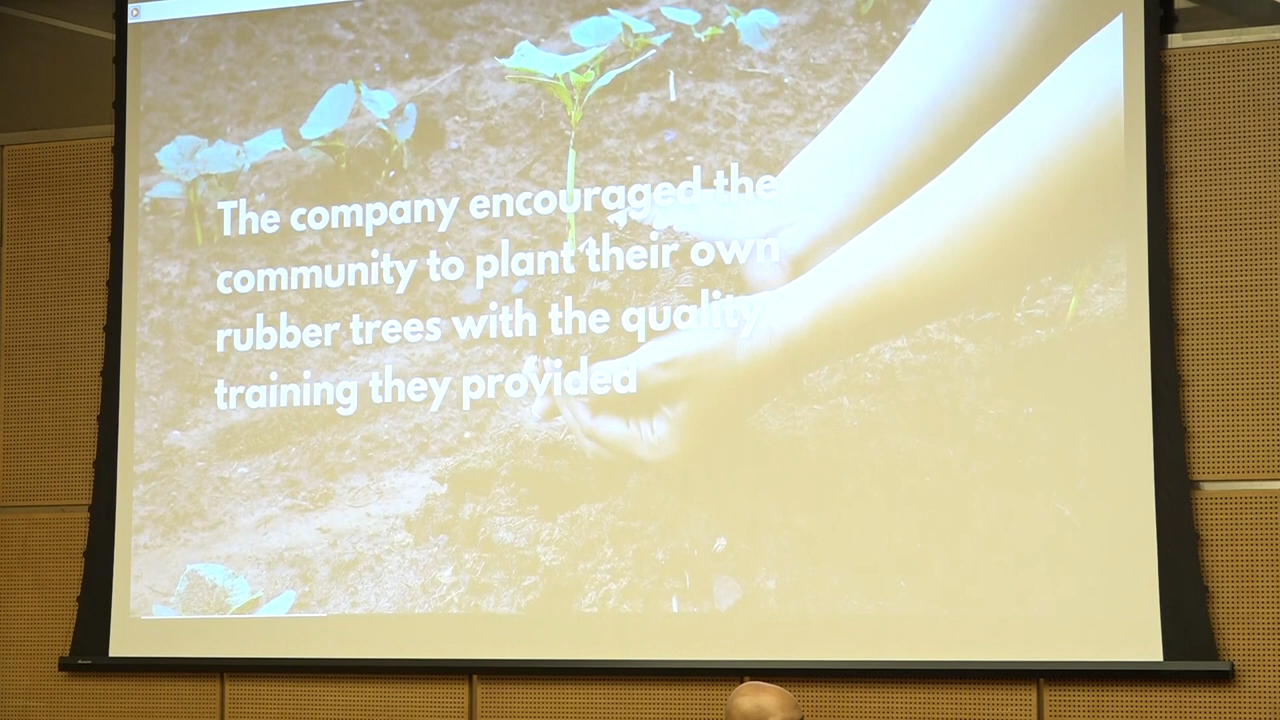 The company encouraged the
community to plant their own
rubber trees with the quality
training they provided